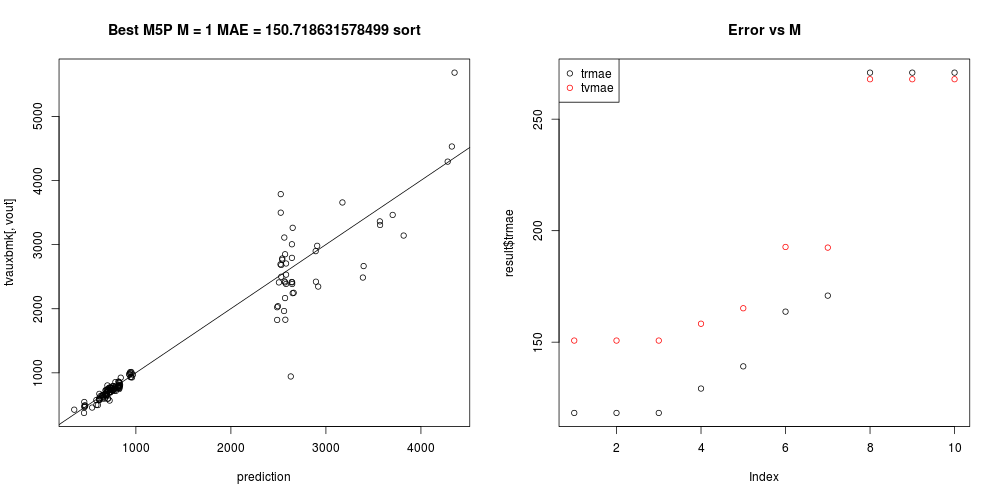 Best M5P M = 1 MAE = 150.718631578499 sort
tvauxbmk[, vout]
5000
4000
3000
2000
1000
1000 2000 3000 4000
prediction
Error vs M
trmae
tvmae
result$trmae
250
200
150
2 4 6 8 10
Index